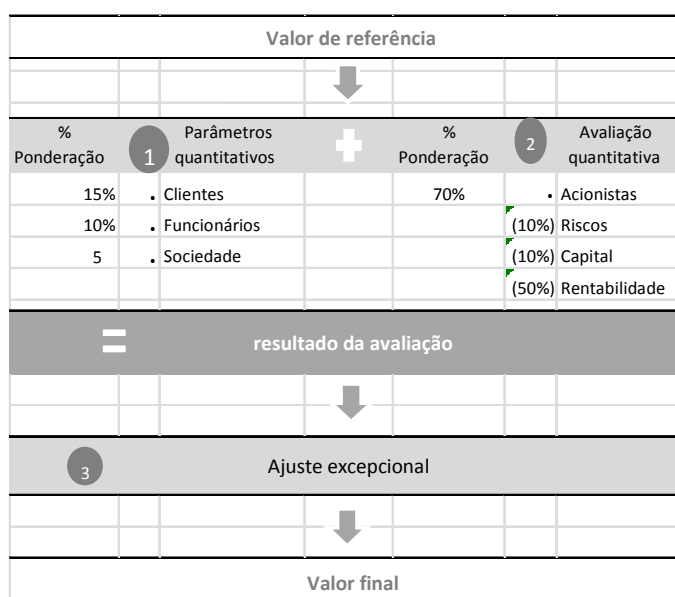 Valor de referência
% Ponderação 1 Parâmetros quantitativos + % Ponderação 2 Avaliação quantitativa
15% . Clientes 70% . Acionistas
10% . Funcionários (10%) Riscos
5 . Sociedade (10%) Capital
(50%) Rentabilidade
= resultado da avaliação
3 Ajuste excepcional
Valor final